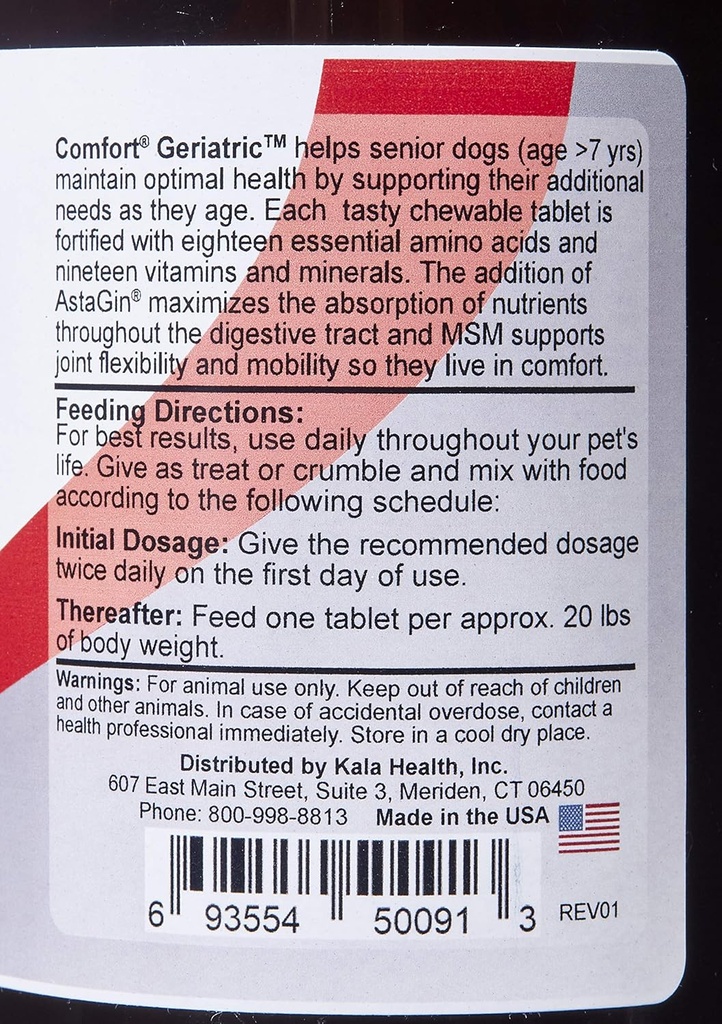 Comfort® Geriatric™ helps senior dogs (age >7 yrs)
maintain optimal health by supporting their additional
needs as they age. Each tasty chewable tablet is
fortified with eighteen essential amino acids and
nineteen vitamins and minerals. The addition of
AstaGin® maximizes the absorption of nutrients
throughout the digestive tract and MSM supports
joint flexibility and mobility so they live in comfort.
Feeding Directions:
For best results, use daily throughout your pet's
life. Give as treat or crumble and mix with food
according to the following schedule:
Initial Dosage: Give the recommended dosage
twice daily on the first day of use.
Thereafter: Feed one tablet per approx. 20 lbs
of body weight.
Warnings: For animal use only. Keep out of reach of children
and other animals. In case of accidental overdose, contact a
health professional immediately. Store in a cool dry place.
Distributed by Kala Health, Inc.
607 East Main Street, Suite 3, Meriden, CT 06450
Phone: 800-998-8813 Made in the USA
6 93554 50091 3 REV01